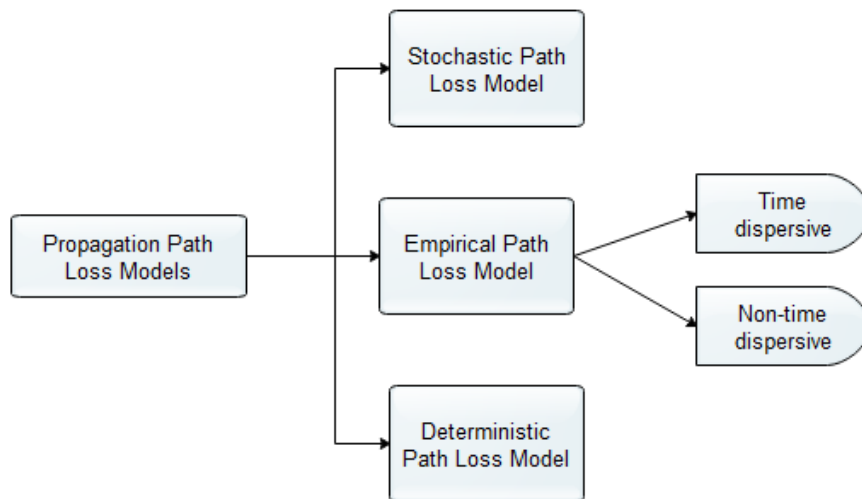 Stochastic Path
Loss Model
Propagation Path
Loss Models
Empirical Path
Loss Model
Time
dispersive
Non-time
dispersive
Deterministic
Path Loss Model